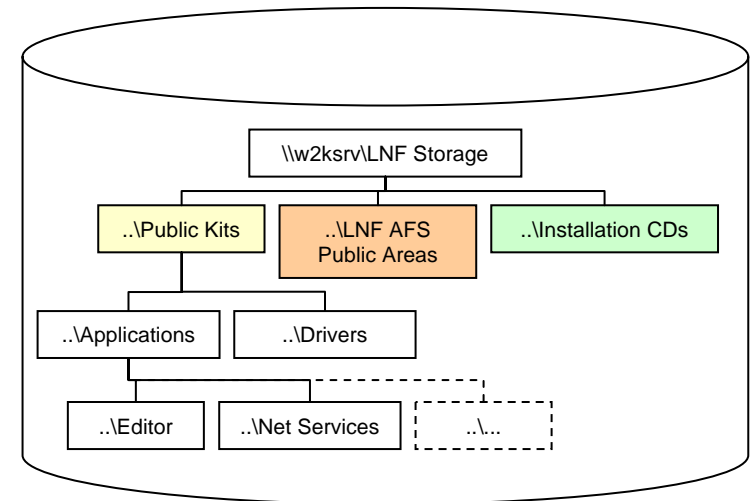 \\w2ksrv\LNF Storage
..\Public Kits
..\LNF AFS
Public Areas
..\Installation CDs
..\Applications
..\Drivers
..\Editor
..\Net Services
..\...